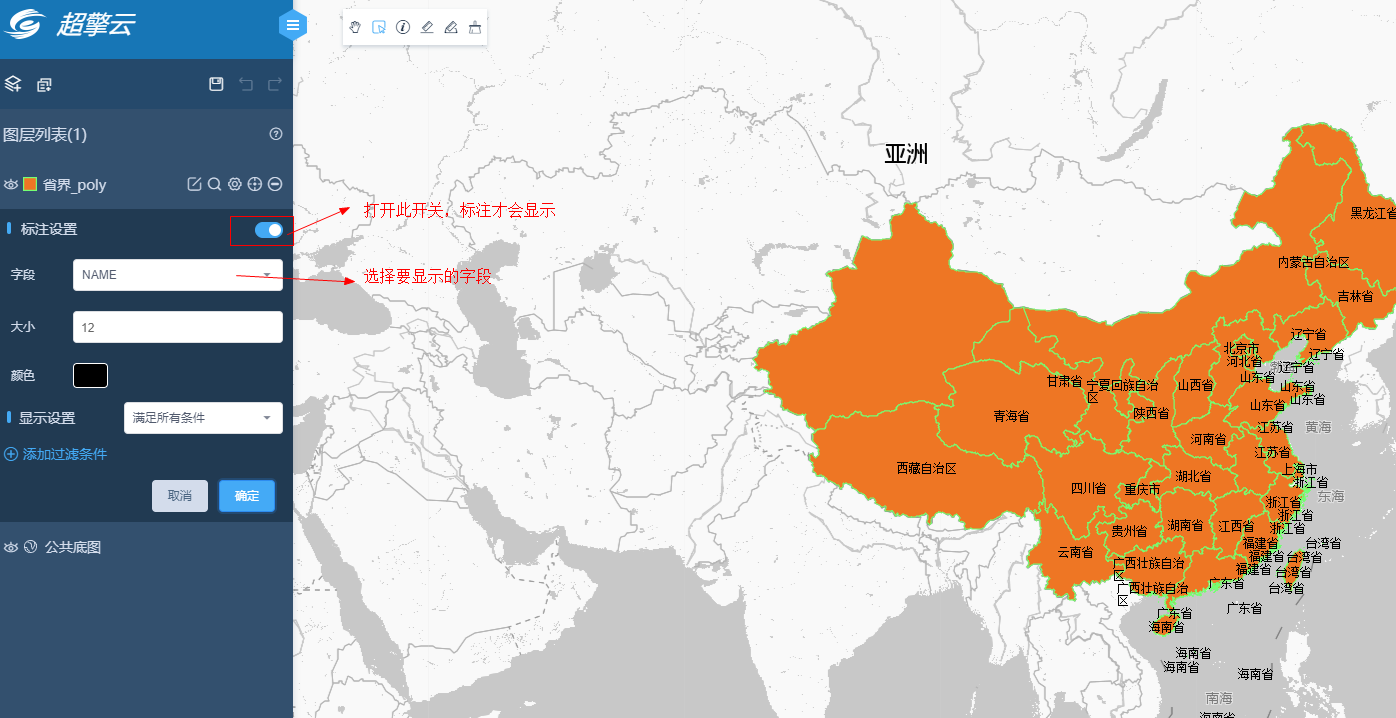 超擎云
图层列表(1)
省界_poly
标注设置
打开此开关，标注才会显示
字段
NAME
选择要显示的字段
大小
12
颜色
显示设置
满足所有条件
添加过滤条件
取消
确定
公共底图
亚洲
黑龙江省
内蒙古自治区
吉林省
辽宁省
北京市
辽宁省
河北省
辽宁省
山东省
甘肃省
宁夏回族自治
区
山西省
山东省
山东省
山东省
青海省
陕西省
江苏省
黄海
河南省
江苏省
西藏自治区
上海市
湖北省
浙江省
四川省
重庆市
东海
浙江省
浙江省
湖南省
江西省
浙江省
贵州省
福建省
台湾省
云南省
福建省
台湾省
广西壮族自治
区
福建省
台湾省
广西壮族自治
区
广东省
台湾省
广东省
广东省
海南省
海南省
海南省
海南省
南海
海南省